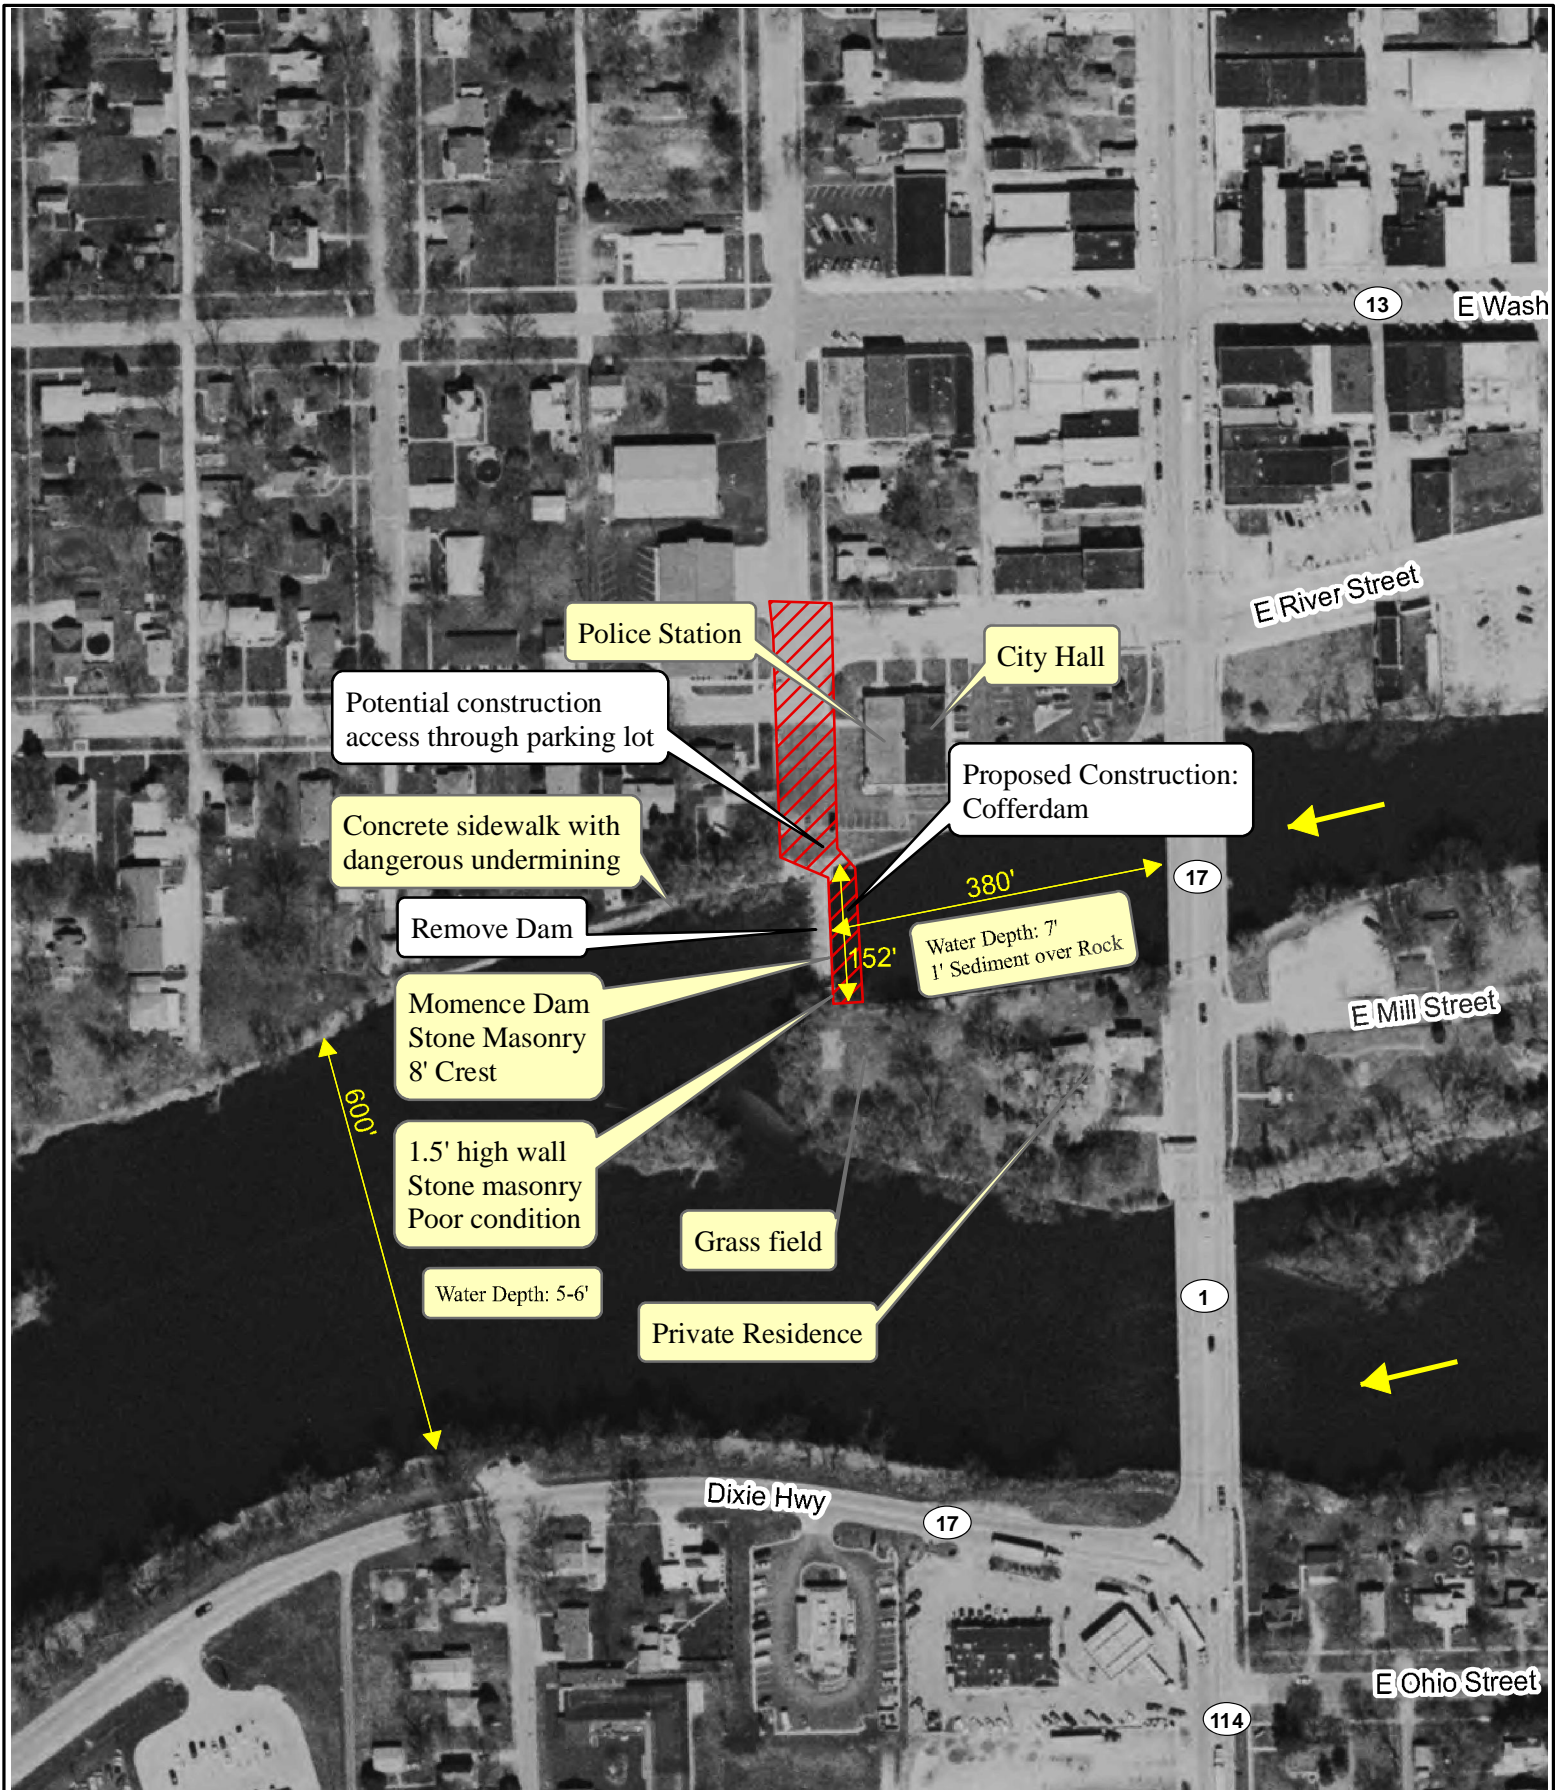 13
E Wash
E River Street
Police Station
City Hall
Potential construction
access through parking lot
Proposed Construction:
Cofferdam
Concrete sidewalk with
dangerous undermining
17
380'
Remove Dam
Water Depth: 7'
1' Sediment over Rock
152'
Momence Dam
Stone Masonry
8' Crest
E Mill Street
600'
1.5' high wall
Stone masonry
Poor condition
Grass field
Water Depth: 5-6'
1
Private Residence
Dixie Hwy
17
E Ohio Street
114